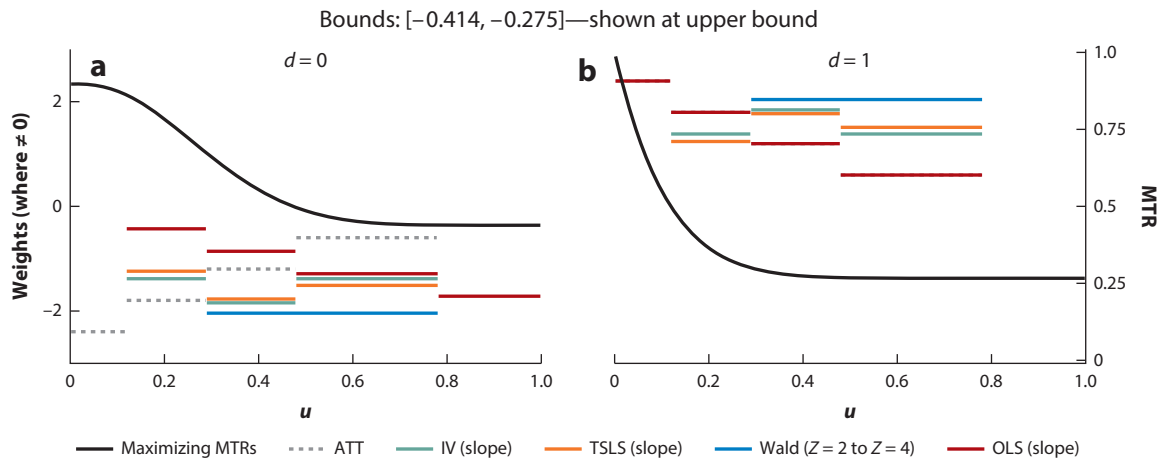 Bounds: [−0.414, −0.275]—shown at upper bound
a
d = 0
b
d = 1
Weights (where ≠ 0)
2
0
−2
0
0.2
0.4
0.6
0.8
1.0
u
0
0.2
0.4
0.6
0.8
1.0
u
1.0
0.75
0.5
0.25
0
MTR
Maximizing MTRs
ATT
IV (slope)
TSLS (slope)
Wald (Z = 2 to Z = 4)
OLS (slope)